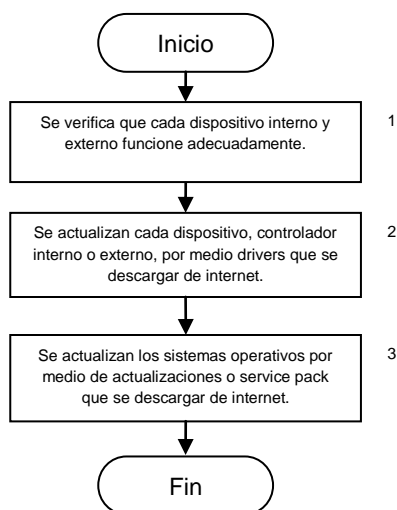 Inicio
Se verifica que cada dispositivo interno y
externo funcione adecuadamente.
1
Se actualizan cada dispositivo, controlador
interno o externo, por medio drivers que se
descargar de internet.
2
Se actualizan los sistemas operativos por
medio de actualizaciones o service pack
que se descargar de internet.
3
Fin